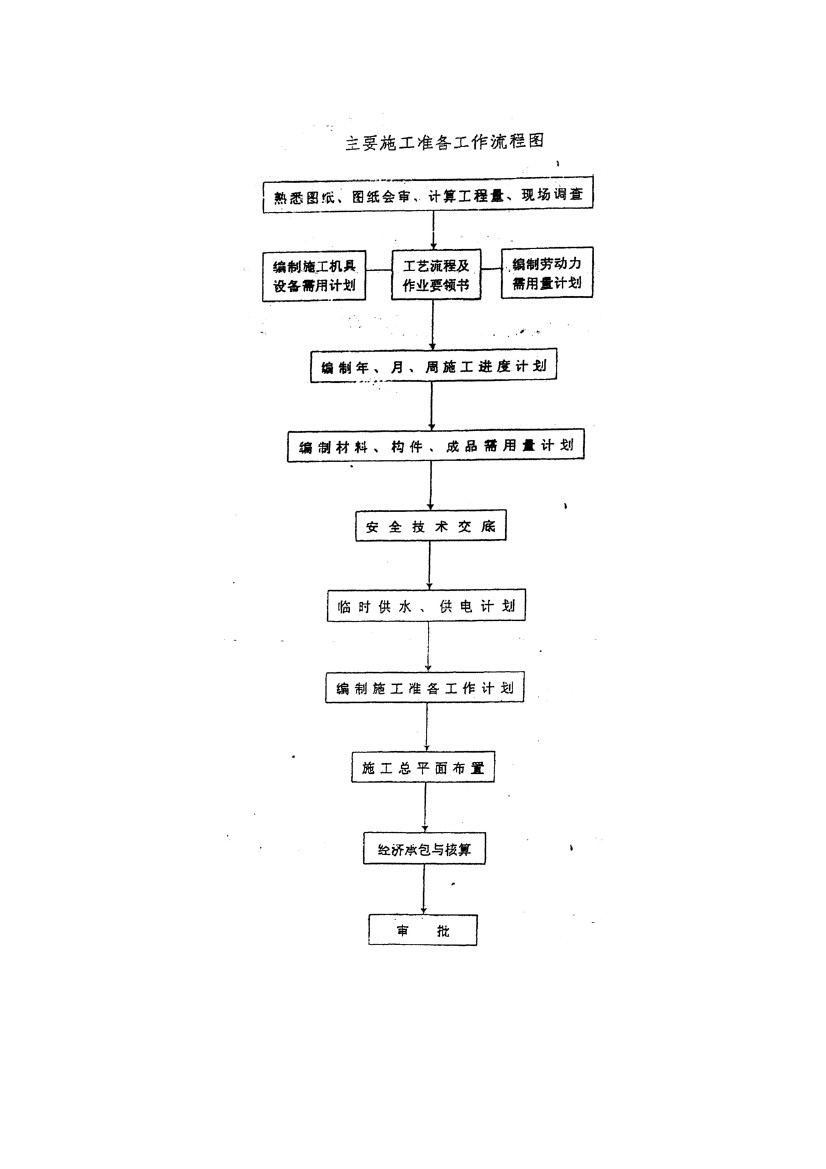 主要施工准备工作流程图
熟悉图纸、图纸会审、计算工程量、现场调查
编制施工机具
设备需用计划
工艺流程及
作业要领书
编制劳动力
需用量计划
编制年、月、周施工进度计划
编制材料、构件、成品需用量计划
安全技术交底
临时供水、供电计划
编制施工准备工作计划
施工总平面布置
经济承包与核算
审批